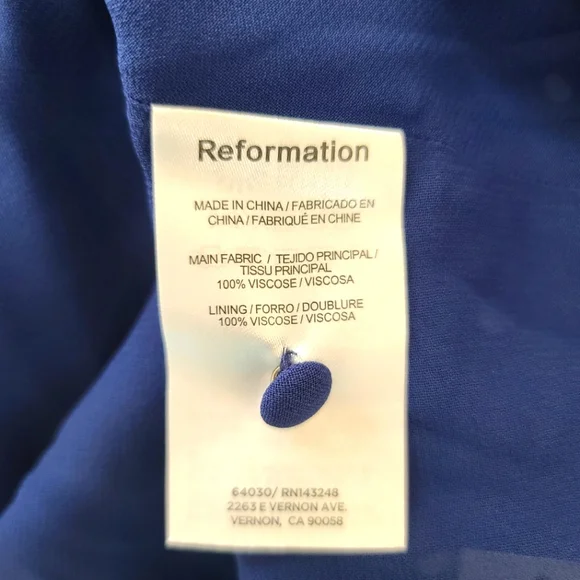 Reformation
MADE IN CHINA / FABRICADO EN
CHINA / FABRIQUÉ EN CHINE
MAIN FABRIC / TEJIDO PRINCIPAL /
TISSU PRINCIPAL
100% VISCOSE / VISCOSA
LINING / FORRO / DOUBLURE
100% VISCOSE / VISCOSA
64030/ RN143248
2263 E VERNON AVE.
VERNON, CA 90058